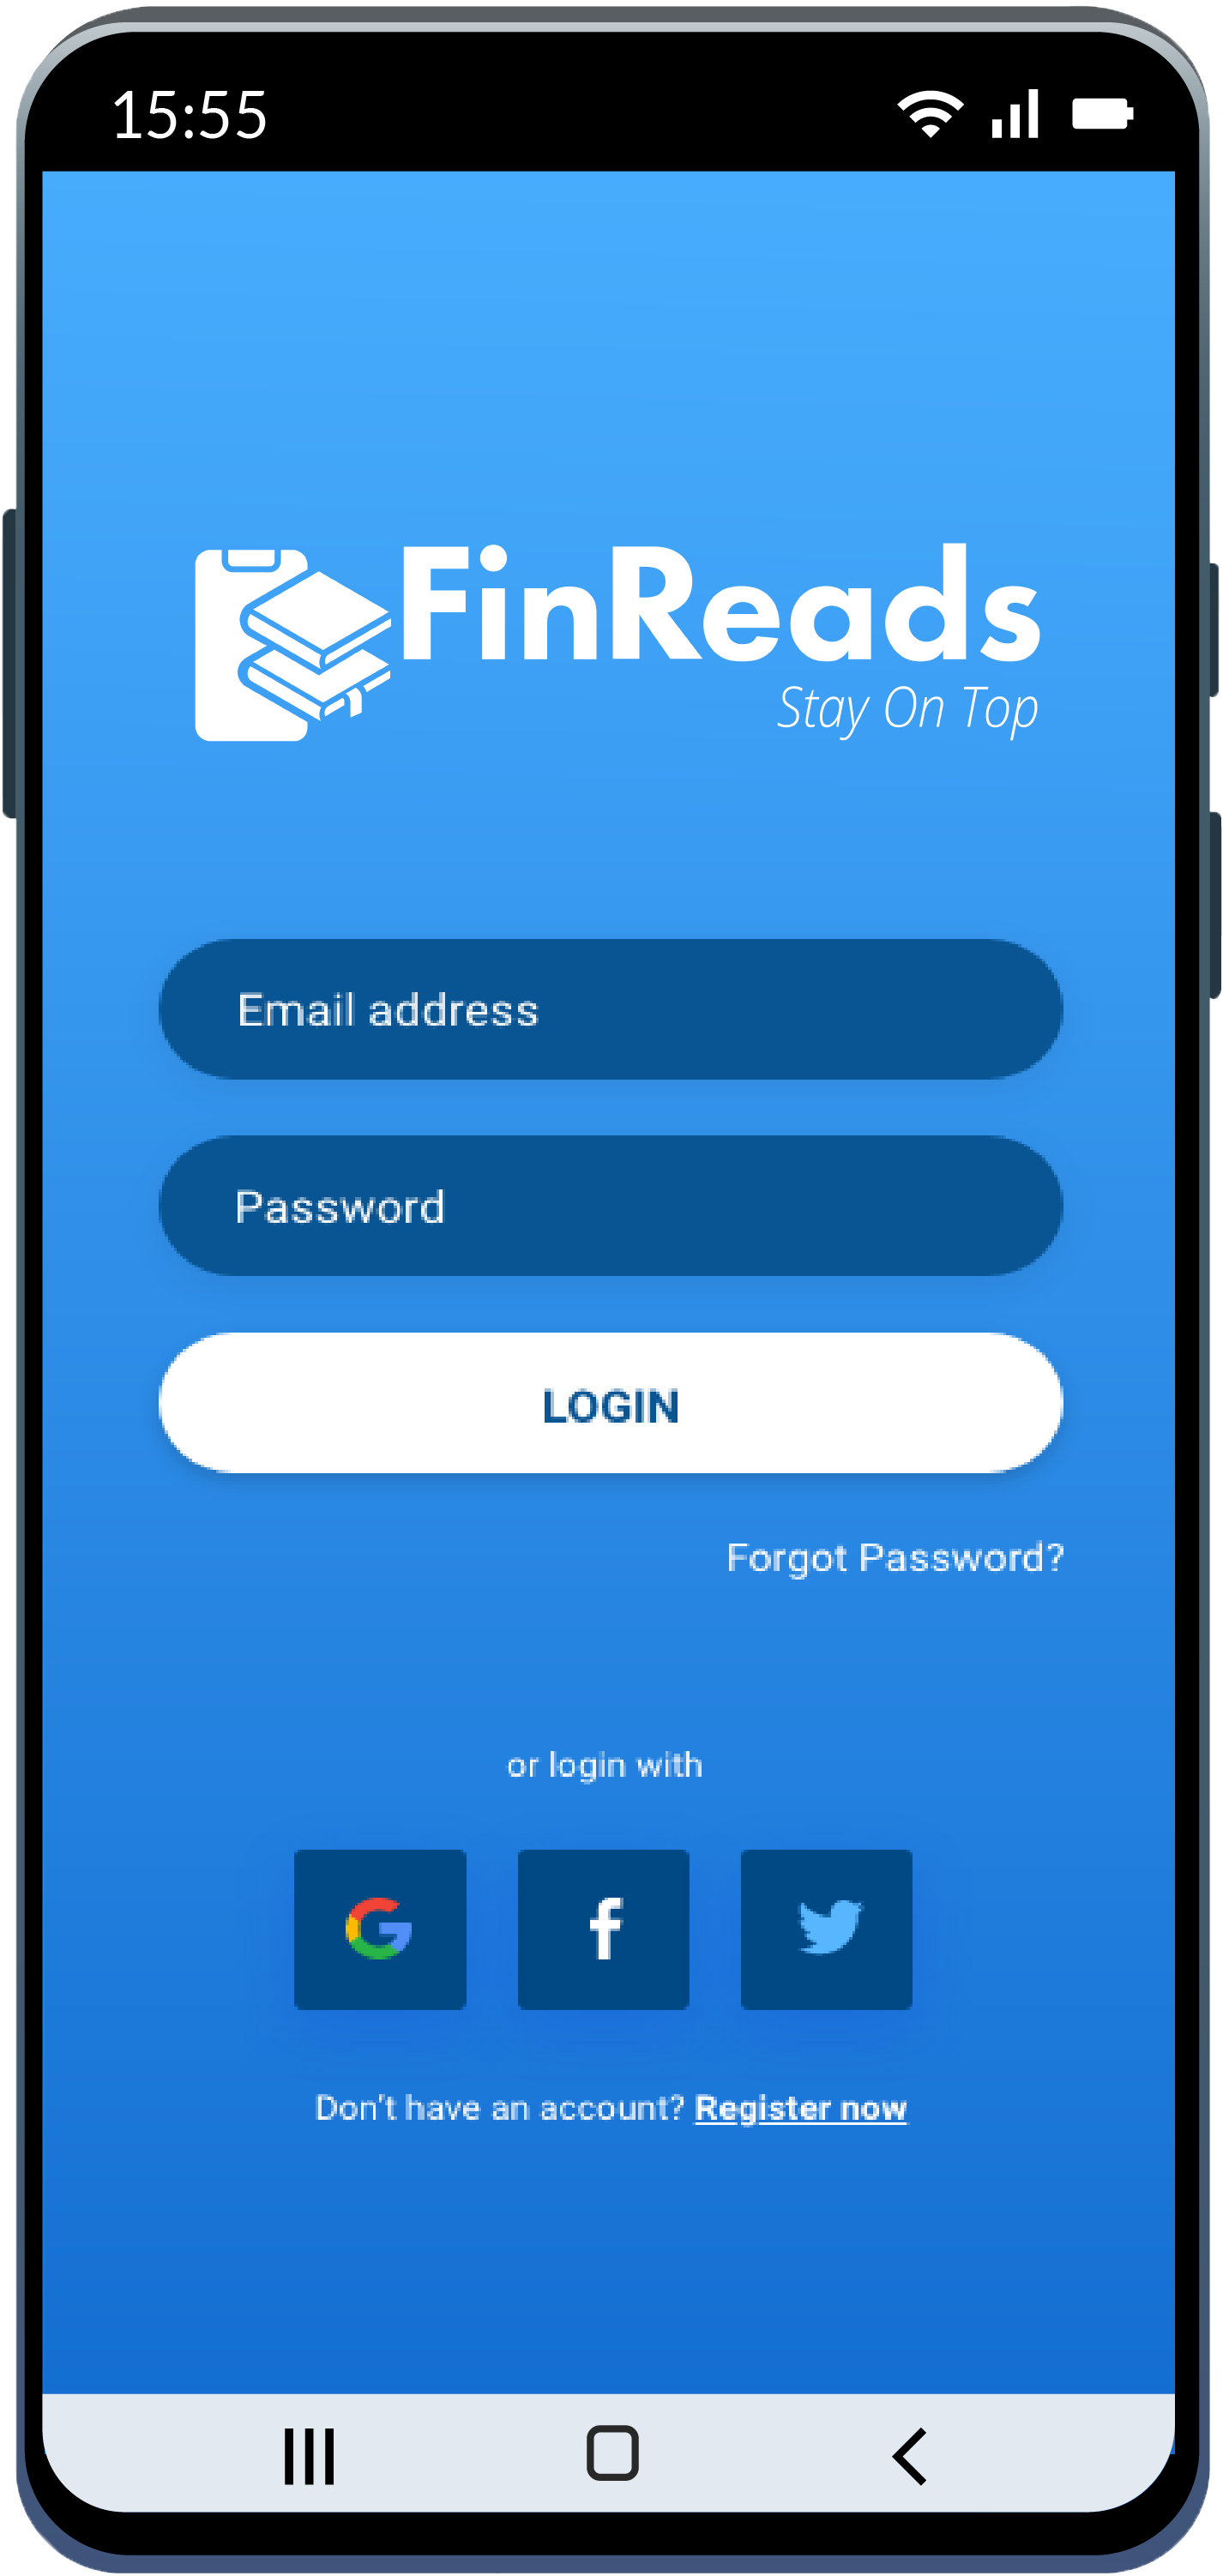 15:55
FinReads
Stay On Top
Email address
Password
LOGIN
Forgot Password?
or login with
Don't have an account? Register now